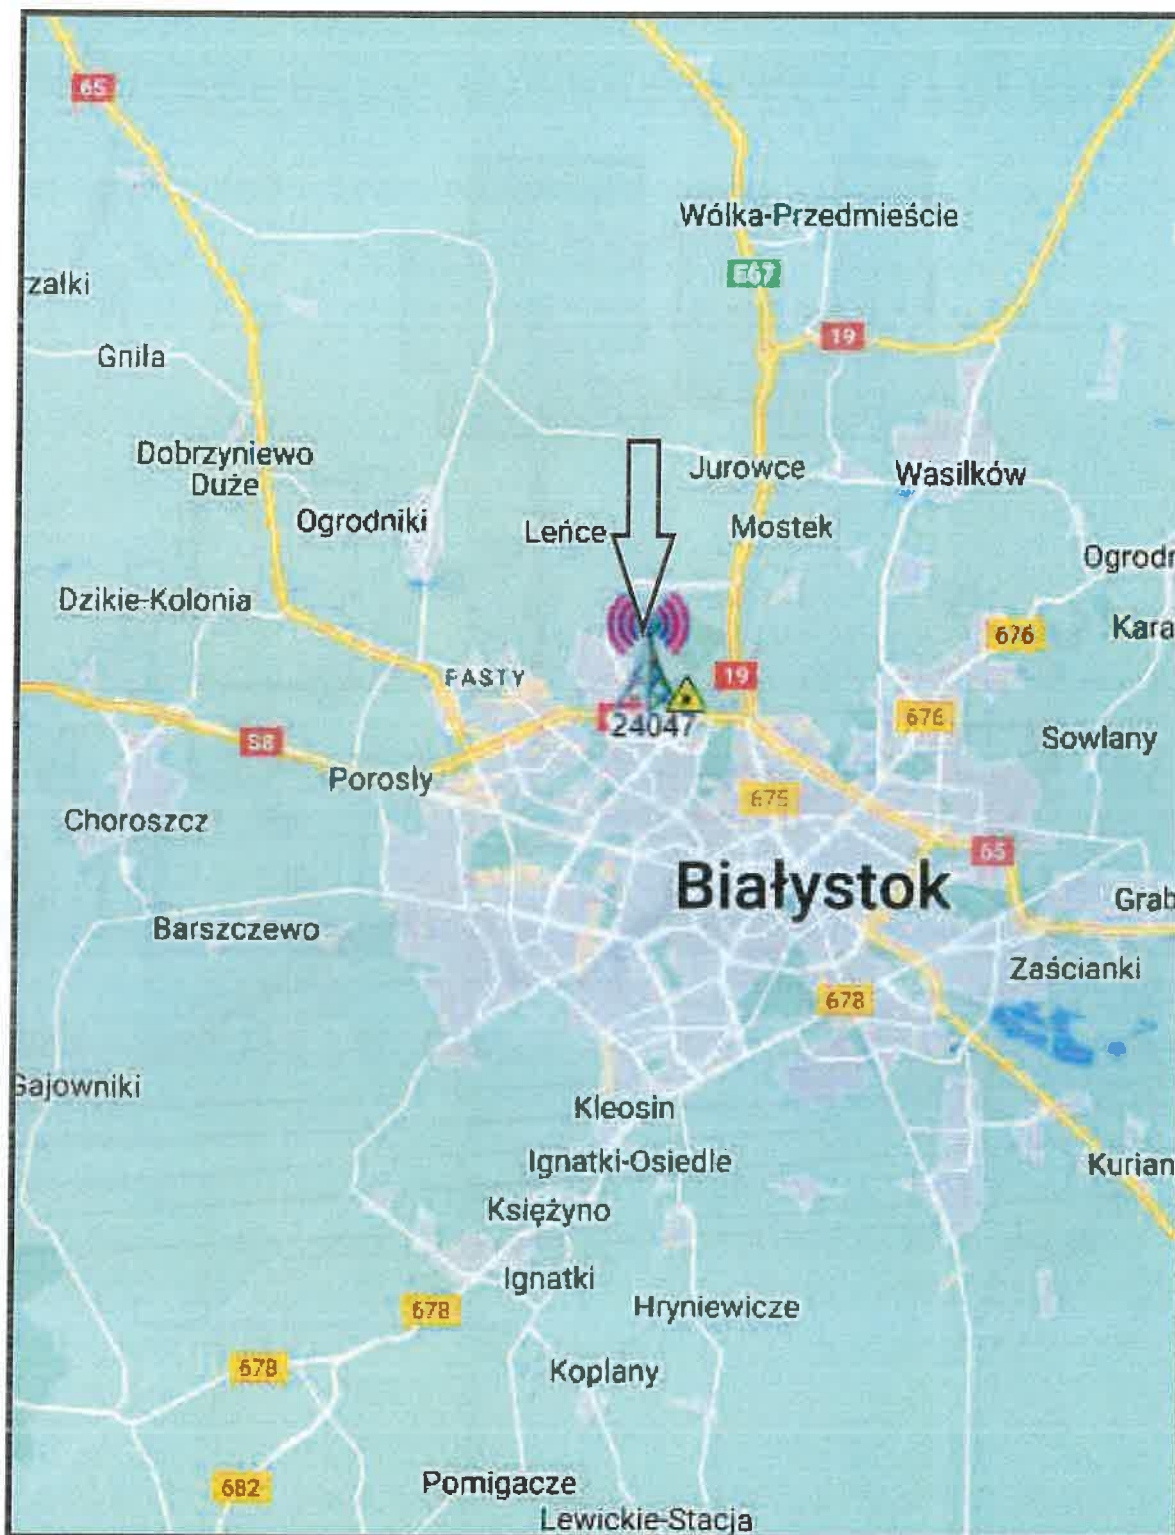 65
Wólka-Przedmieście
E67
załki
19
Gniła
Dobrzyniewo
Duże
Jurowce
Wasilków
Ogrodniki
Leńce
Mostek
Ogrodr
Dzikie-Kolonia
676
Kara
FASTY
19
676
24047
S8
Sowlany
Porosły
675
Choroszcz
65
Białystok
Grab
Barszczewo
Zaścianki
678
Gajowniki
Kleosin
Ignatki-Osiedle
Kurian
Księżyno
Ignatki
678
Hryniewicze
678
Koplany
682
Pomigacze
Lewickie-Stacja